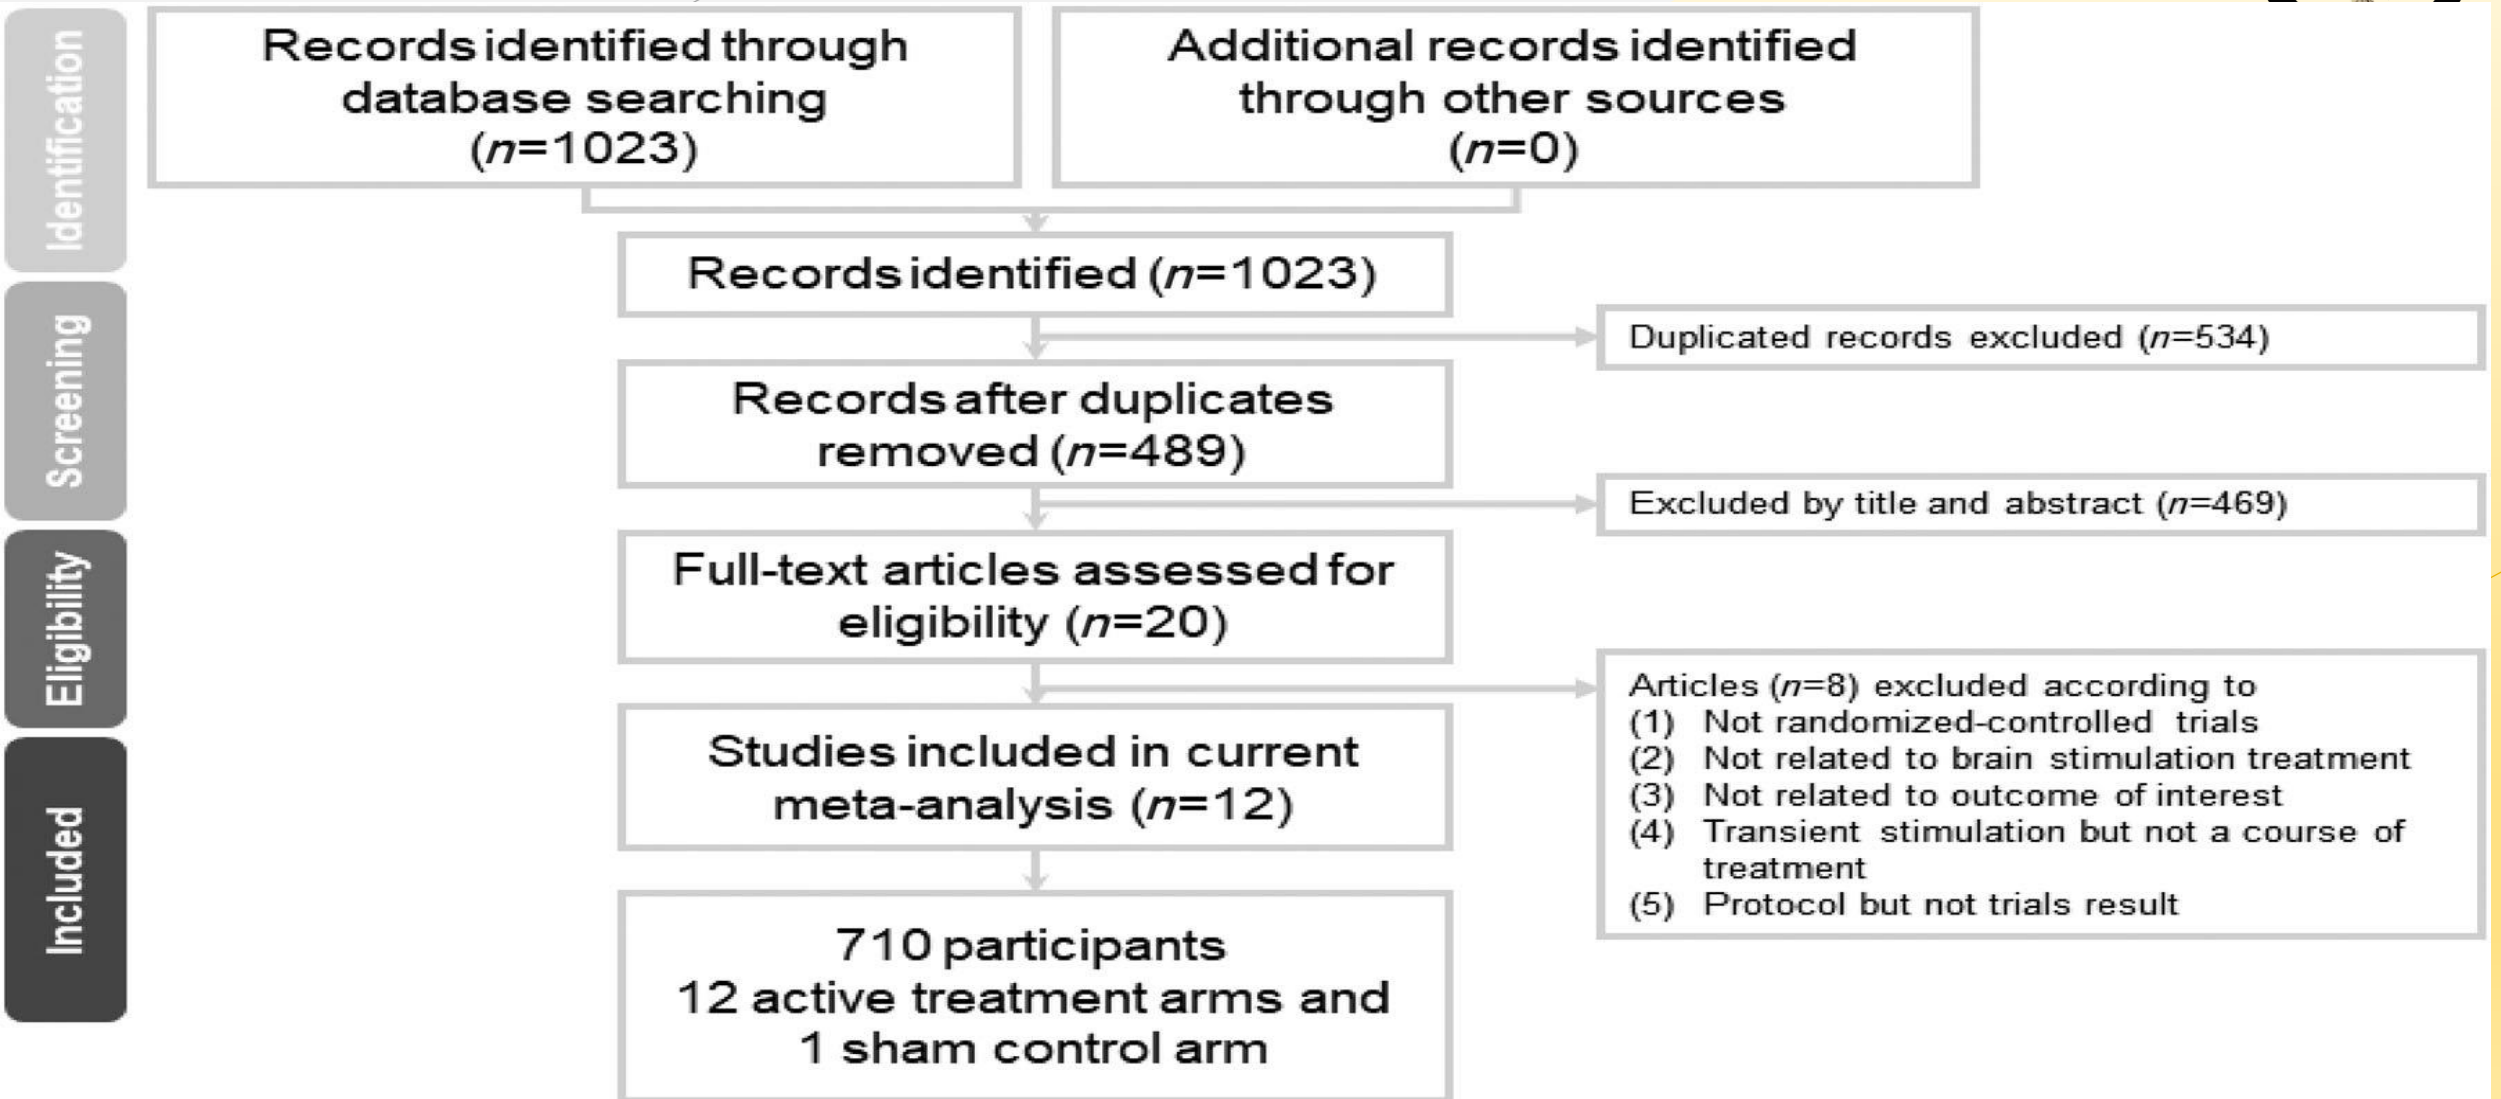 Identification
Records identified through
database searching
(n=1023)
Additional records identified
through other sources
(n=0)
Records identified (n=1023)
Screening
Duplicated records excluded (n=534)
Records after duplicates
removed (n=489)
Excluded by title and abstract (n=469)
Eligibility
Full-text articles assessed for
eligibility (n=20)
Articles (n=8) excluded according to
(1) Not randomized-controlled trials
(2) Not related to brain stimulation treatment
(3) Not related to outcome of interest
(4) Transient stimulation but not a course of
treatment
(5) Protocol but not trials result
Included
Studies included in current
meta-analysis (n=12)
710 participants
12 active treatment arms and
1 sham control arm